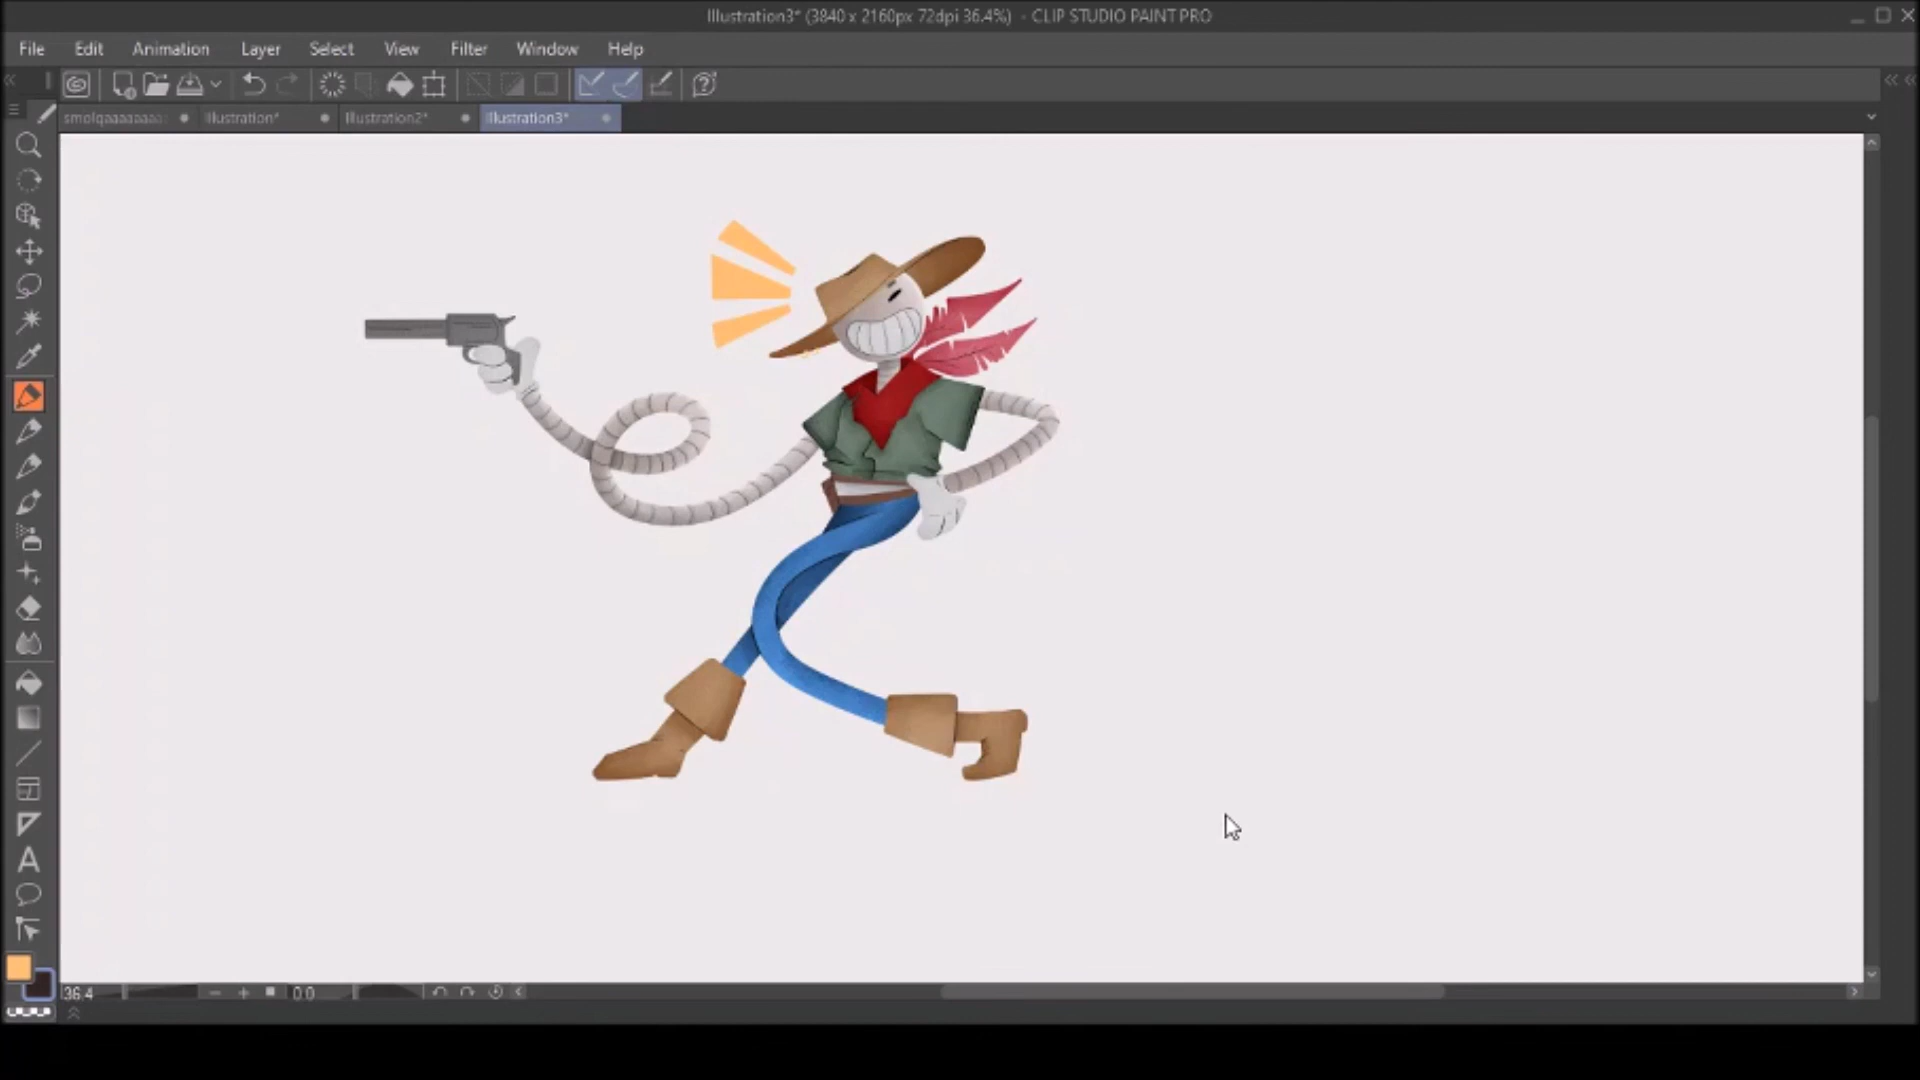 Illustration3* (3840 x 2160px 72dpi 36.4%) - CLIP STUDIO PAINT PRO
File Edit Animation Layer Select View Filter Window Help
Illustration* Illustration2* Illustration3*
36.4 0.0